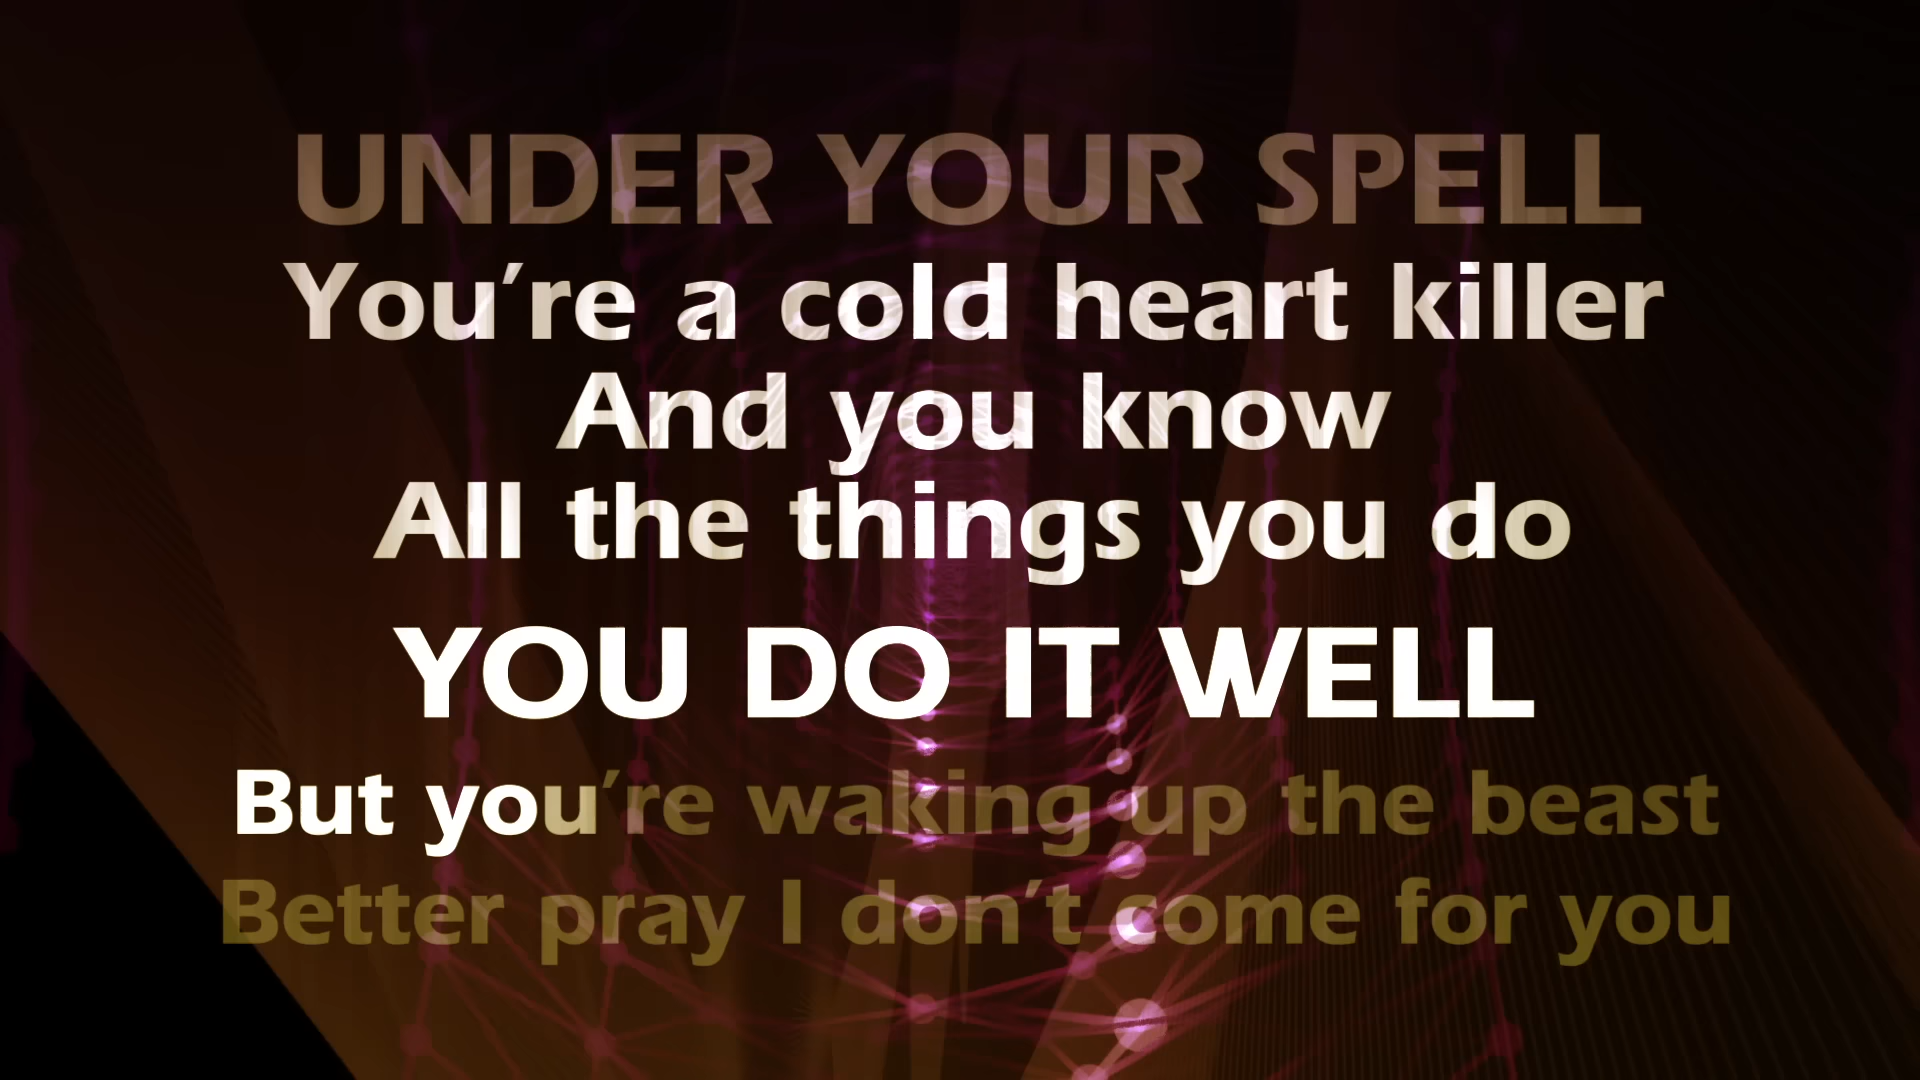 UNDER YOUR SPELL
You're a cold heart killer
And you know
All the things you do
YOU DO IT WELL
But you're waking up the beast
Better pray I don't come for you